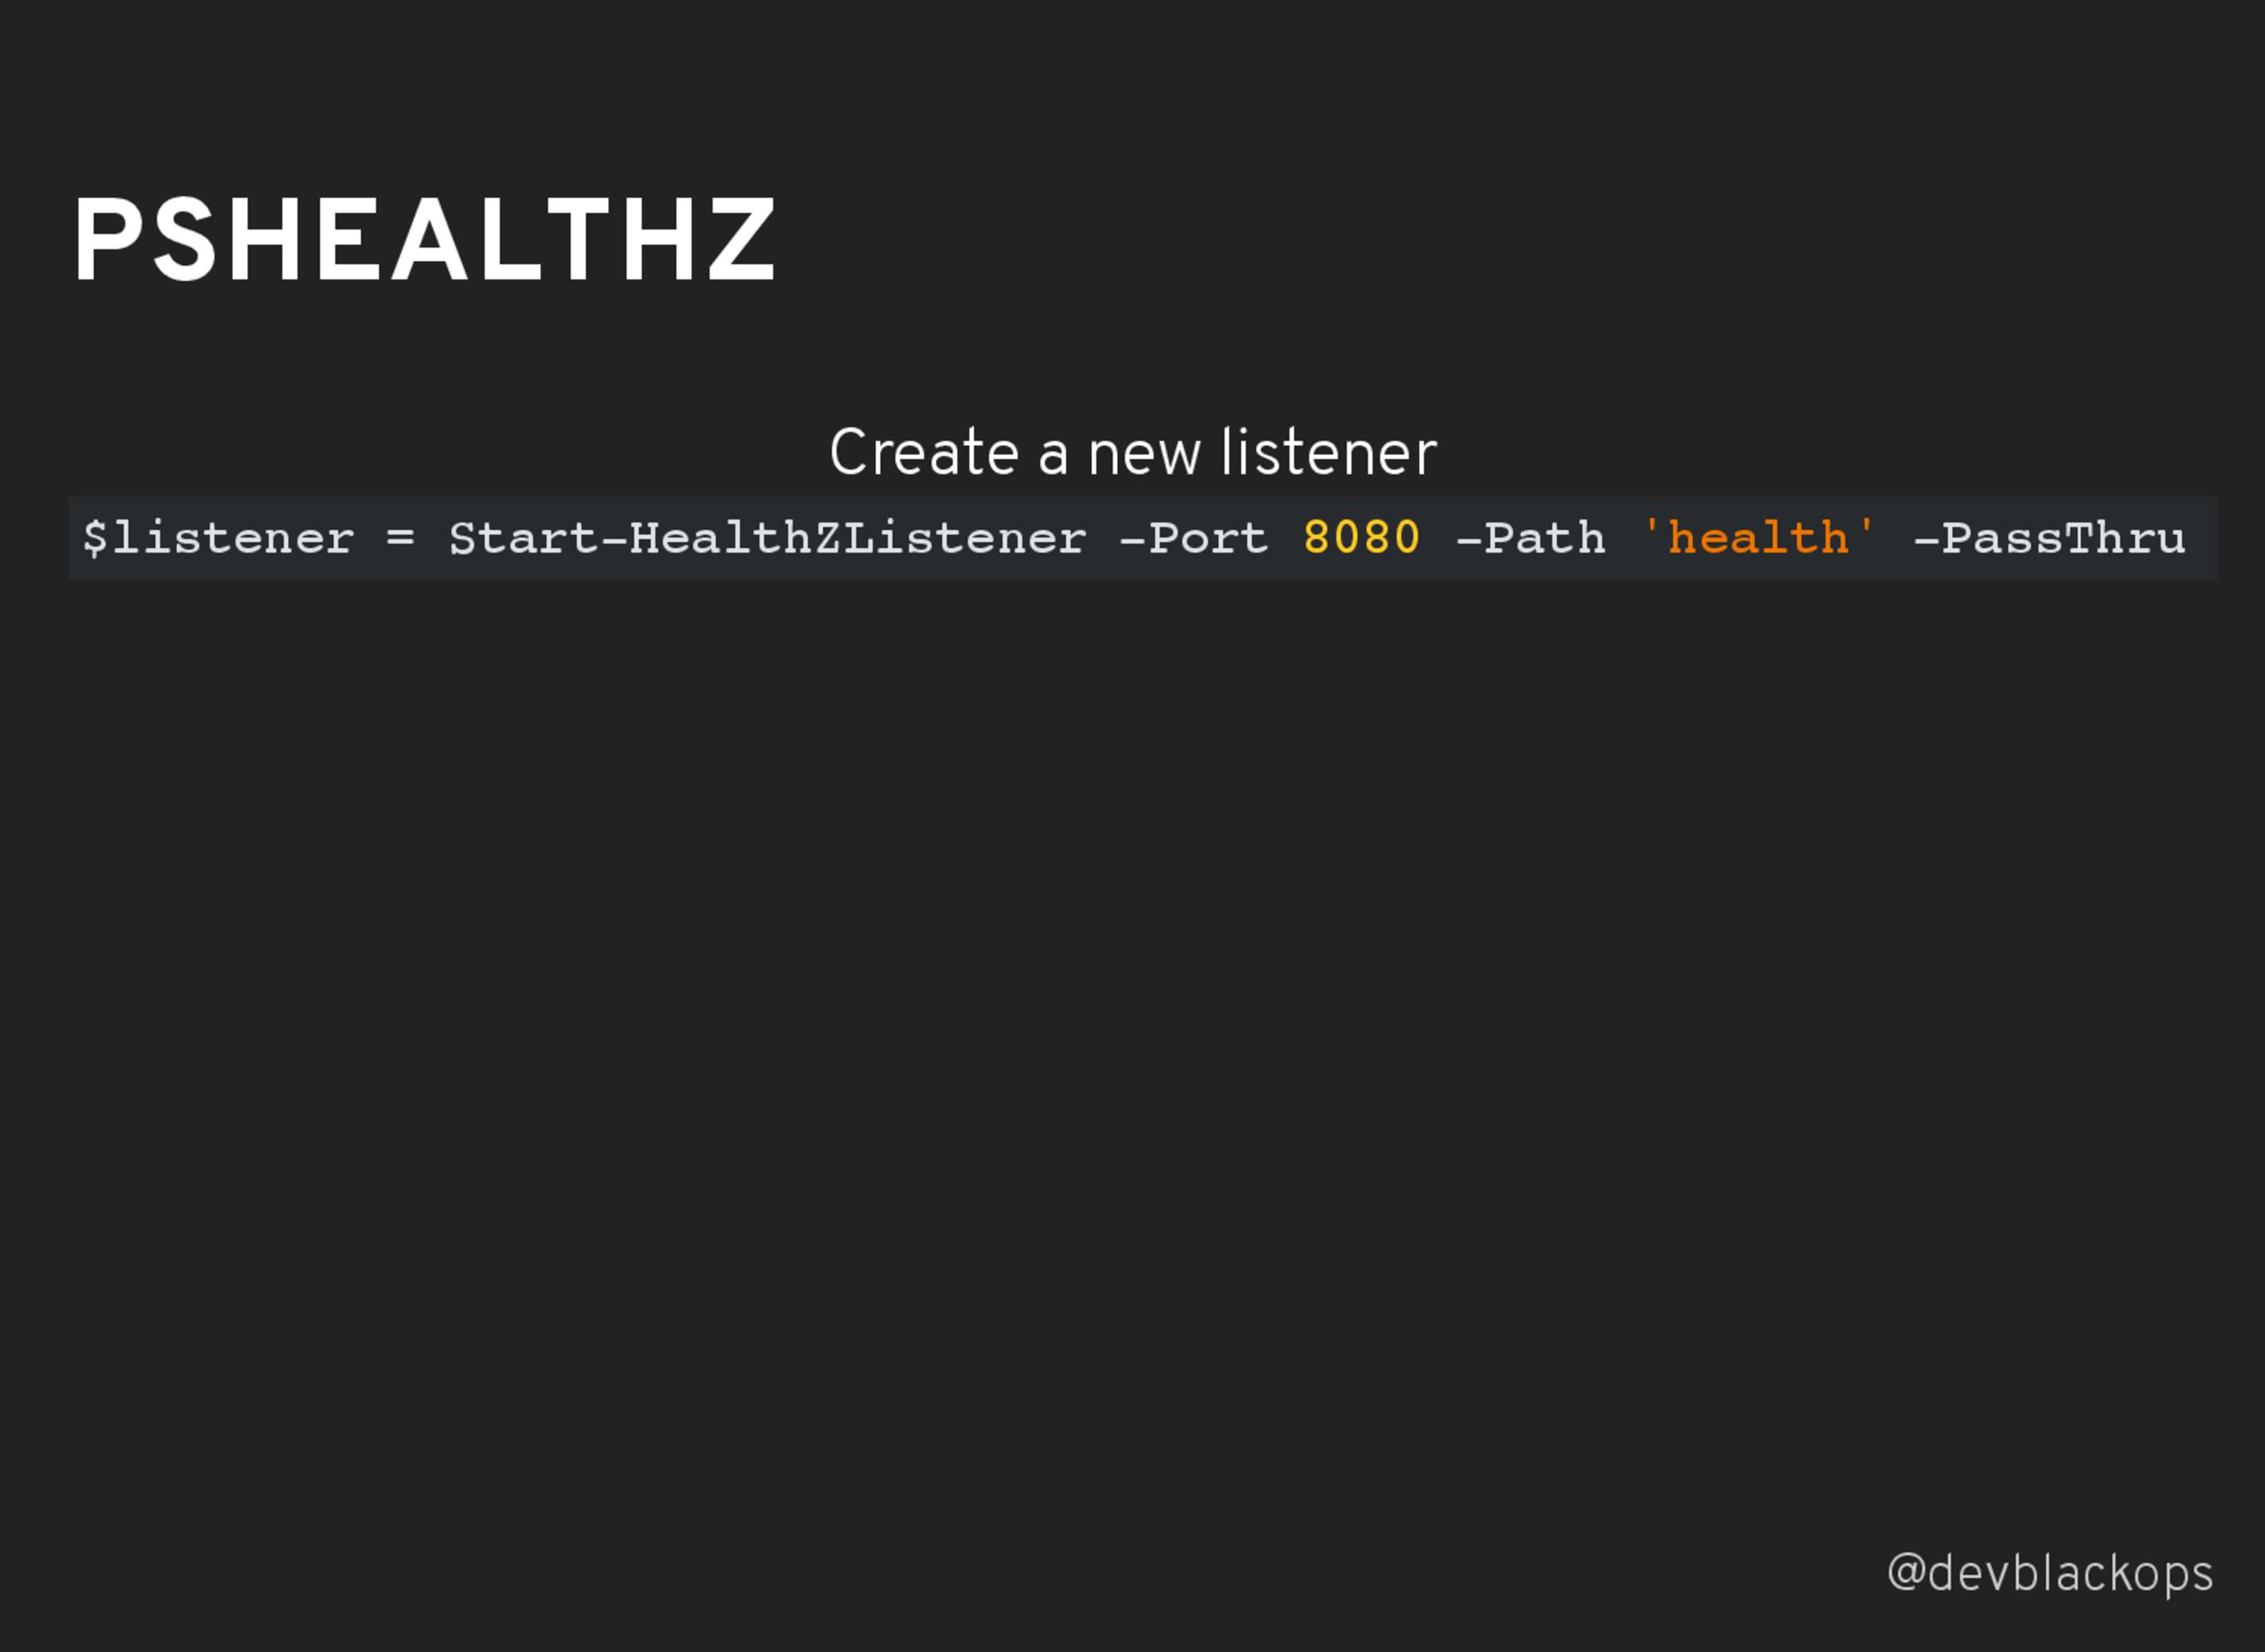 PSHEALTHZ
Create a new listener
$listener = Start-HealthZListener -Port 8080 -Path 'health' -PassThru
@devblackops